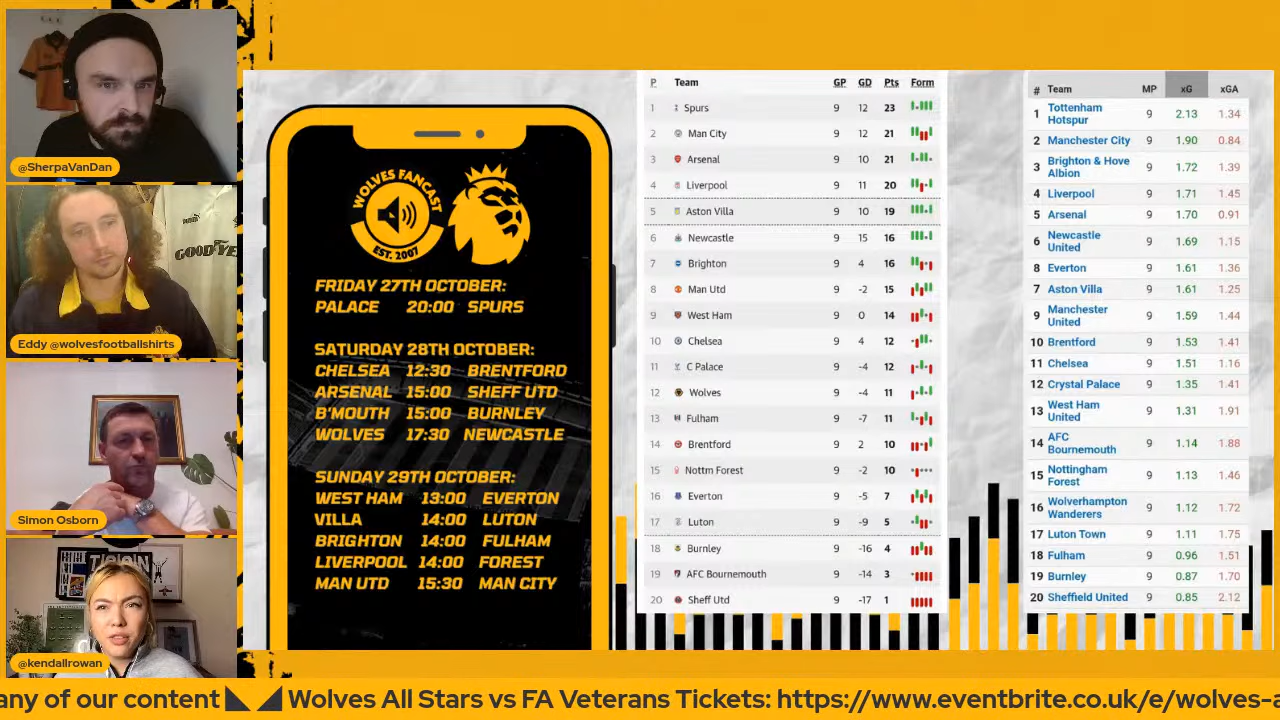 @SherpaVanDan
GOODYEAR
Eddy @wolvesfootballshirts
Simon Osborn
@kendallrowan
WOLVES FANCAST
EST. 2007
FRIDAY 27TH OCTOBER:
PALACE 20:00 SPURS
SATURDAY 28TH OCTOBER:
CHELSEA 12:30 BRENTFORD
ARSENAL 15:00 SHEFF UTD
B'MOUTH 15:00 BURNLEY
WOLVES 17:30 NEWCASTLE
SUNDAY 29TH OCTOBER:
WEST HAM 13:00 EVERTON
VILLA 14:00 LUTON
BRIGHTON 14:00 FULHAM
LIVERPOOL 14:00 FOREST
MAN UTD 15:30 MAN CITY
P Team GP GD Pts Form
1 Spurs 9 12 23
2 Man City 9 12 21
3 Arsenal 9 10 21
4 Liverpool 9 11 20
5 Aston Villa 9 10 19
6 Newcastle 9 15 16
7 Brighton 9 4 16
8 Man Utd 9 -2 15
9 West Ham 9 0 14
10 Chelsea 9 4 12
11 C Palace 9 -4 12
12 Wolves 9 -4 11
13 Fulham 9 -7 11
14 Brentford 9 2 10
15 Nottm Forest 9 -2 10
16 Everton 9 -5 7
17 Luton 9 -9 5
18 Burnley 9 -16 4
19 AFC Bournemouth 9 -14 3
20 Sheff Utd 9 -17 1
# Team MP xG xGA
1 Tottenham Hotspur 9 2.13 1.34
2 Manchester City 9 1.90 0.84
3 Brighton & Hove Albion 9 1.72 1.39
4 Liverpool 9 1.71 1.45
5 Arsenal 9 1.70 0.91
6 Newcastle United 9 1.69 1.15
8 Everton 9 1.61 1.36
7 Aston Villa 9 1.61 1.25
9 Manchester United 9 1.59 1.44
10 Brentford 9 1.53 1.41
11 Chelsea 9 1.51 1.16
12 Crystal Palace 9 1.35 1.41
13 West Ham United 9 1.31 1.91
14 AFC Bournemouth 9 1.14 1.88
15 Nottingham Forest 9 1.13 1.46
16 Wolverhampton Wanderers 9 1.12 1.72
17 Luton Town 9 1.11 1.75
18 Fulham 9 0.96 1.51
19 Burnley 9 0.87 1.70
20 Sheffield United 9 0.85 2.12
any of our content Wolves All Stars vs FA Veterans Tickets: https://www.eventbrite.co.uk/e/wolves-a